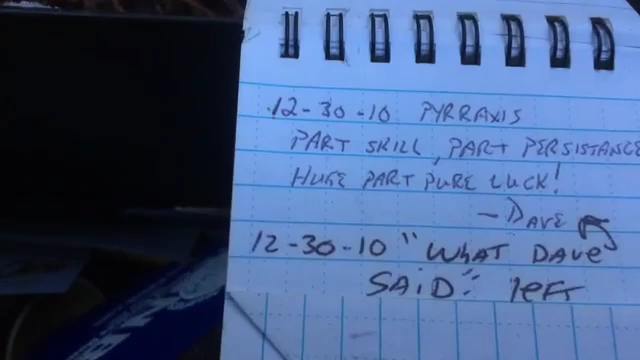 12-30-10 PYRRAXIS
PART SKILL, PART PERSISTANCE
HUGE PART PURE LUCK!
- DAVE
12-30-10 "WHAT DAVE
SAID" left